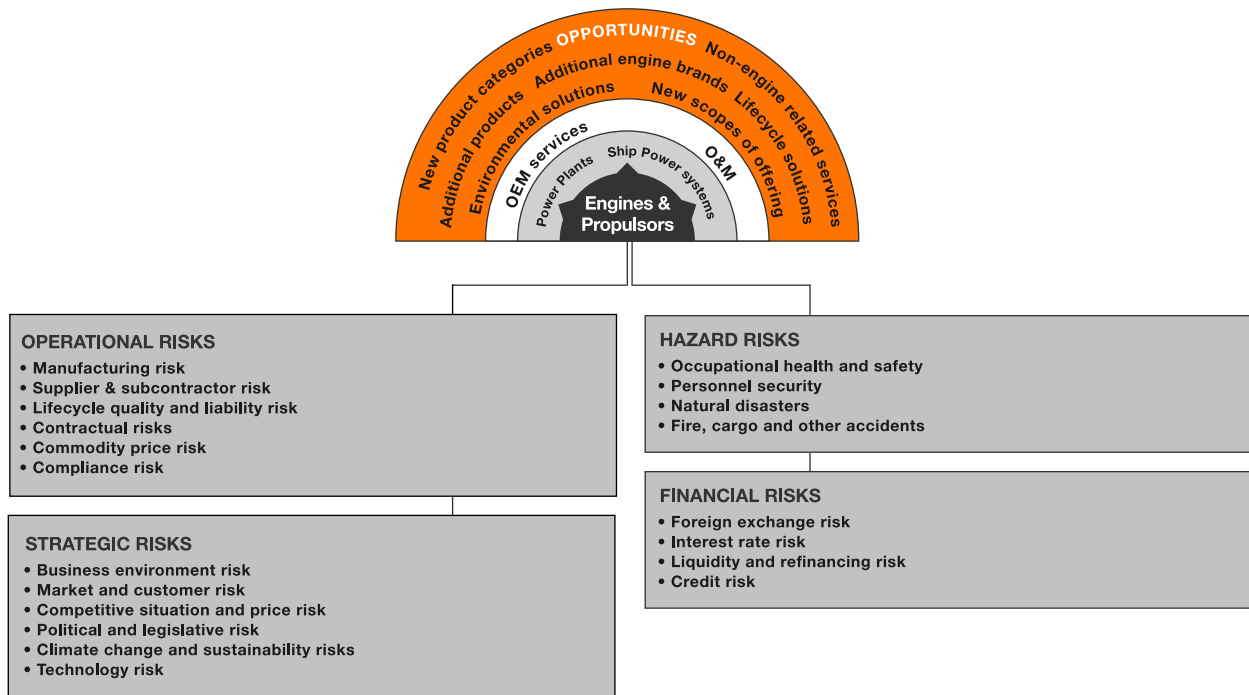 OPPORTUNITIES
New product categories
Non-engine related services
Additional products
Additional engine brands
Lifecycle solutions
Environmental solutions
New scopes of offering
OEM services
O&M
Power Plants
Ship Power systems
Engines &
Propulsors
OPERATIONAL RISKS
• Manufacturing risk
• Supplier & subcontractor risk
• Lifecycle quality and liability risk
• Contractual risks
• Commodity price risk
• Compliance risk
HAZARD RISKS
• Occupational health and safety
• Personnel security
• Natural disasters
• Fire, cargo and other accidents
STRATEGIC RISKS
• Business environment risk
• Market and customer risk
• Competitive situation and price risk
• Political and legislative risk
• Climate change and sustainability risks
• Technology risk
FINANCIAL RISKS
• Foreign exchange risk
• Interest rate risk
• Liquidity and refinancing risk
• Credit risk